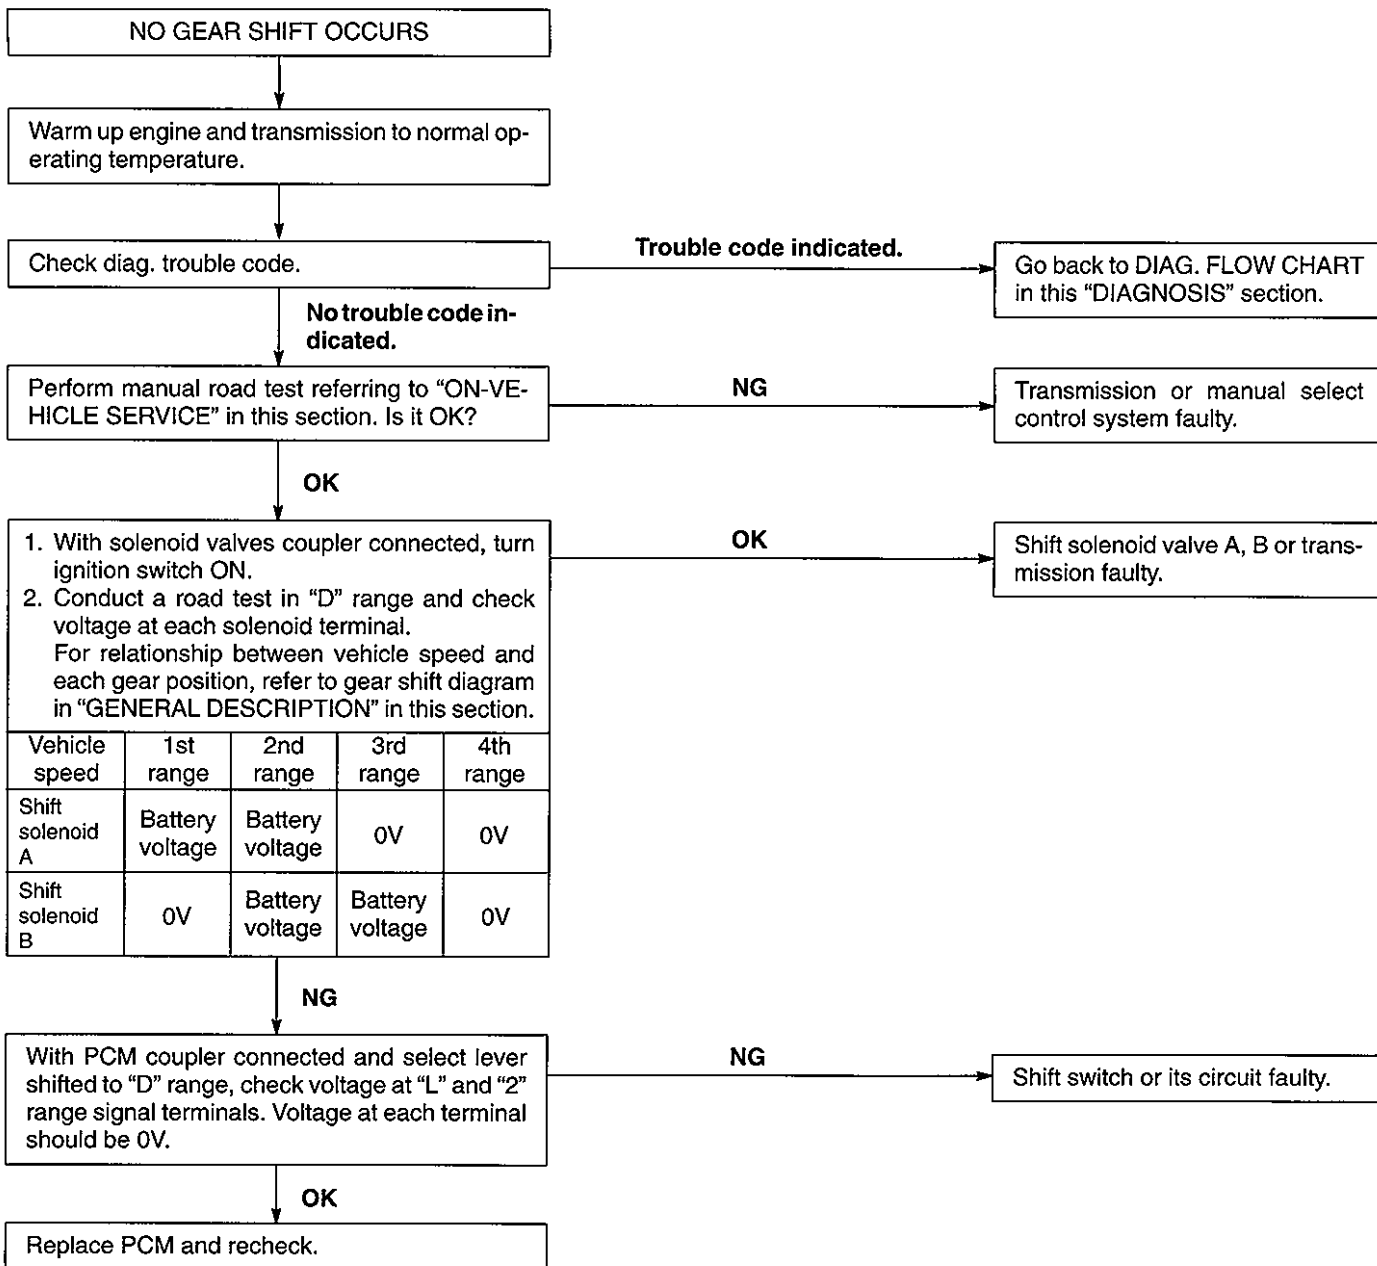 NO GEAR SHIFT OCCURS
Warm up engine and transmission to normal op-
erating temperature.
Check diag. trouble code.
Trouble code indicated.
Go back to DIAG. FLOW CHART
in this “DIAGNOSIS” section.
No trouble code in-
dicated.
Perform manual road test referring to “ON-VE-
HICLE SERVICE” in this section. Is it OK?
NG
Transmission or manual select
control system faulty.
OK
1. With solenoid valves coupler connected, turn
ignition switch ON.
2. Conduct a road test in “D” range and check
voltage at each solenoid terminal.
For relationship between vehicle speed and
each gear position, refer to gear shift diagram
in “GENERAL DESCRIPTION” in this section.
OK
Shift solenoid valve A, B or trans-
mission faulty.
Vehicle
speed
1st
range
2nd
range
3rd
range
4th
range
Shift
solenoid
A
Battery
voltage
Battery
voltage
0V
0V
Shift
solenoid
B
0V
Battery
voltage
Battery
voltage
0V
NG
With PCM coupler connected and select lever
shifted to “D” range, check voltage at “L” and “2”
range signal terminals. Voltage at each terminal
should be 0V.
NG
Shift switch or its circuit faulty.
OK
Replace PCM and recheck.